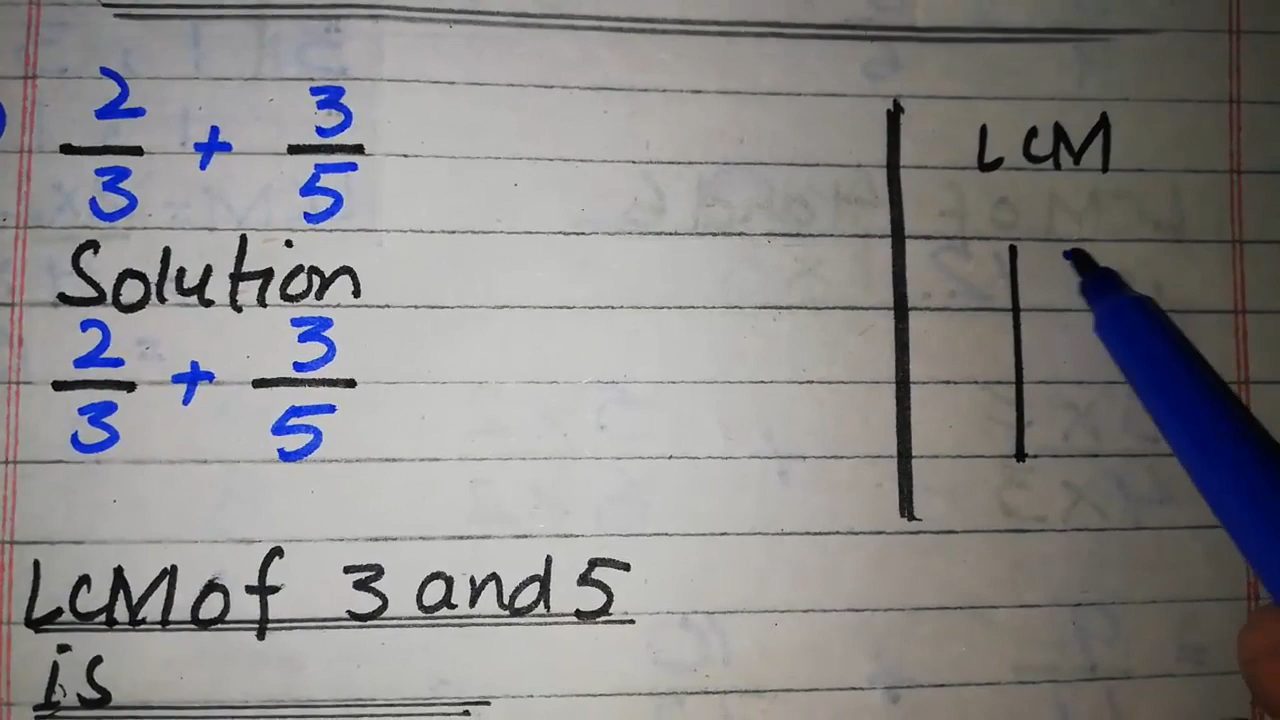 2/3 + 3/5
LCM
Solution
2/3 + 3/5
LCM of 3 and 5
is